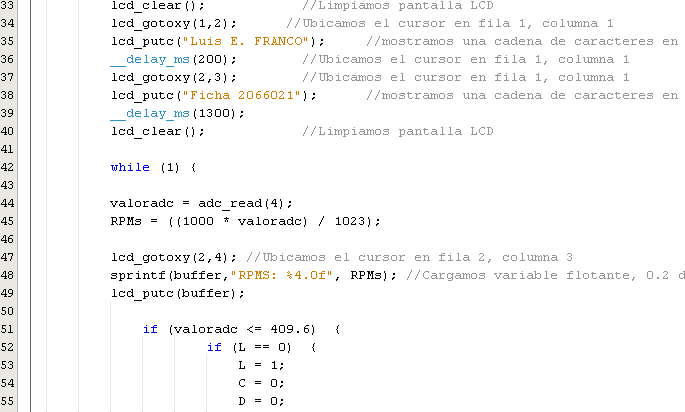 33 lcd_clear(); //Limpiamos pantalla LCD
34 lcd_gotoxy(1,2); //Ubicamos el cursor en fila 1, columna 1
35 lcd_putc("Luis E. FRANCO"); //mostramos una cadena de caracteres en
36 __delay_ms(200); //Ubicamos el cursor en fila 1, columna 1
37 lcd_gotoxy(2,3); //Ubicamos el cursor en fila 1, columna 1
38 lcd_putc("Ficha 2066021"); //mostramos una cadena de caracteres en
39 __delay_ms(1300);
40 lcd_clear(); //Limpiamos pantalla LCD
41
42 while (1) {
43
44 valoradc = adc_read(4);
45 RPMs = ((1000 * valoradc) / 1023);
46
47 lcd_gotoxy(2,4); //Ubicamos el cursor en fila 2, columna 3
48 sprintf(buffer,"RPMS: %4.0f", RPMs); //Cargamos variable flotante, 0.2 d
49 lcd_putc(buffer);
50
51 if (valoradc <= 409.6) {
52 if (L == 0) {
53 L = 1;
54 C = 0;
55 D = 0;